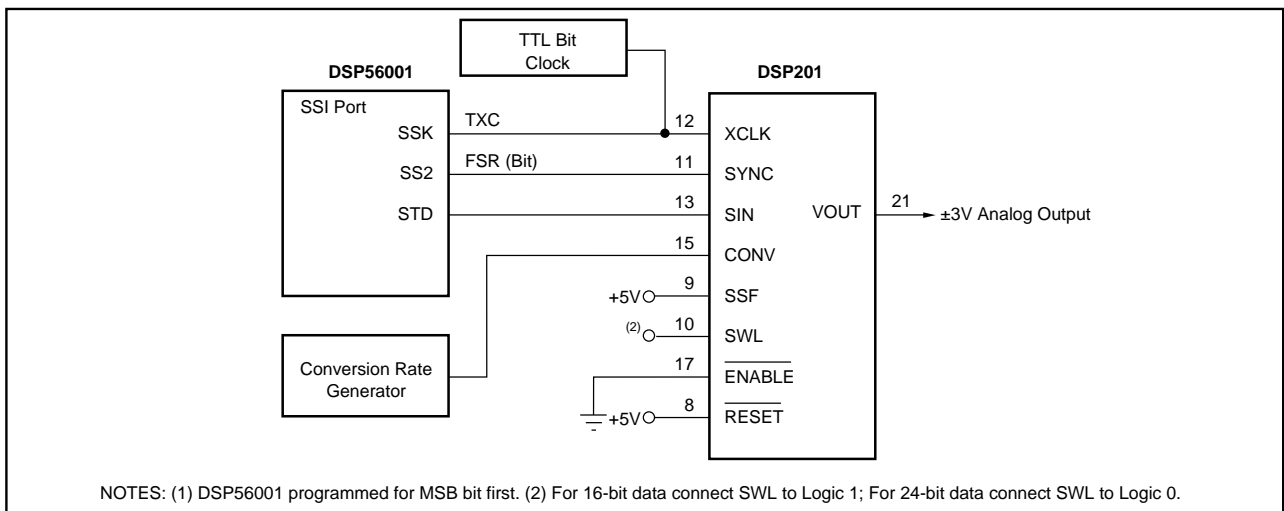 TTL Bit
Clock
DSP56001
DSP201
SSI Port
SSK
TXC
12
XCLK
SS2
FSR (Bit)
11
SYNC
STD
13
SIN
VOUT
21
±3V Analog Output
15
CONV
+5V
9
SSF
(2)
10
SWL
Conversion Rate
Generator
17
ENABLE
+5V
8
RESET
NOTES: (1) DSP56001 programmed for MSB bit first. (2) For 16-bit data connect SWL to Logic 1; For 24-bit data connect SWL to Logic 0.